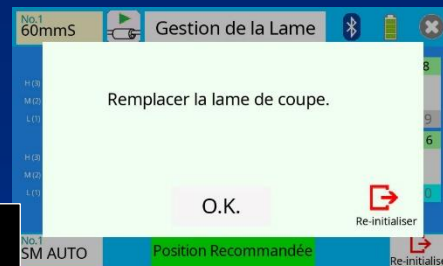 No.1
60mmS
Gestion de la Lame
8
H (3)
M (2)
L (1)
9
6
H (3)
M (2)
L (1)
0
Remplacer la lame de coupe.
O.K.
Re-initialiser
No.1
SM AUTO
Position Recommandée
Re-initialise